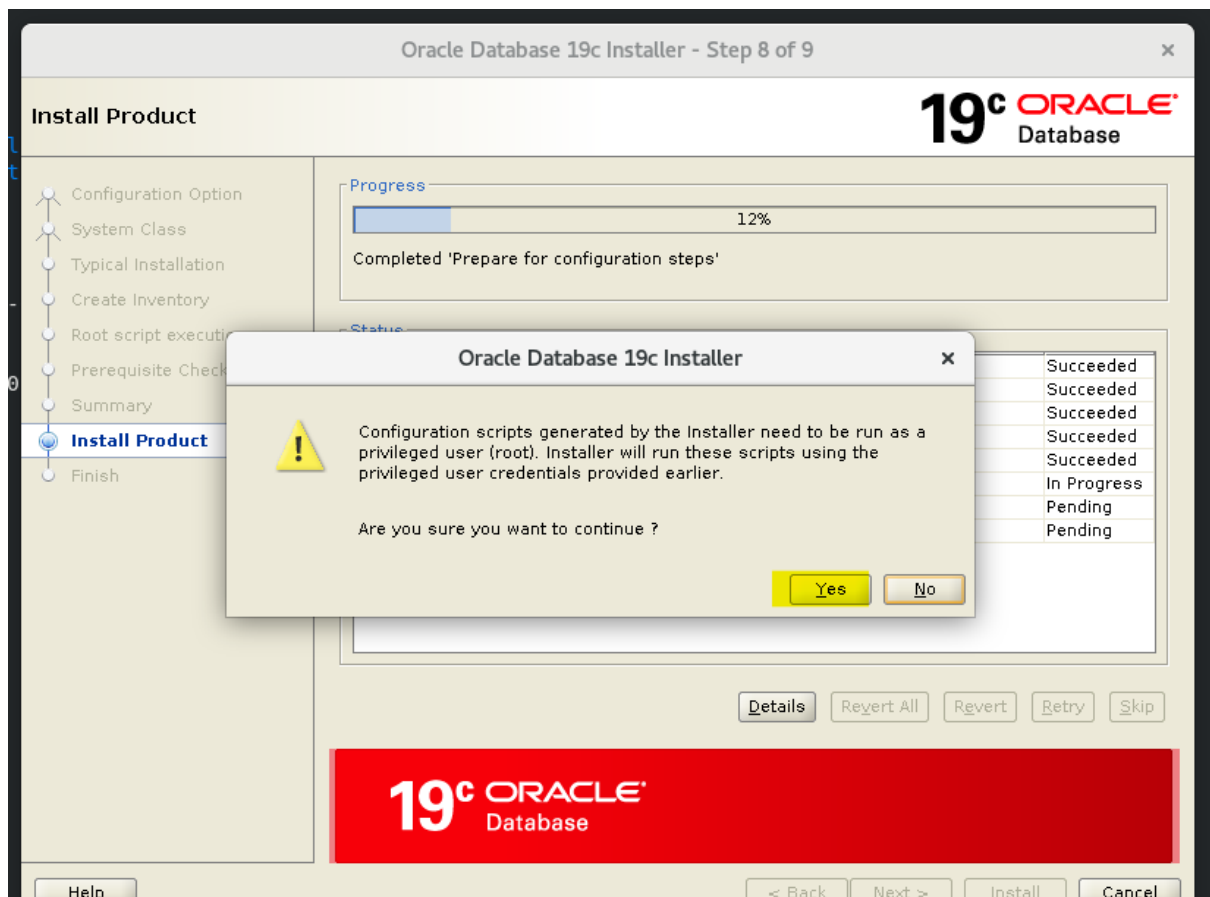 Oracle Database 19c Installer - Step 8 of 9
Install Product
19c ORACLE
Database
Configuration Option
System Class
Typical Installation
Create Inventory
Root script executi
Prerequisite Check
Summary
Install Product
Finish
Progress
12%
Completed 'Prepare for configuration steps'
Status
Succeeded
Succeeded
Succeeded
Succeeded
Succeeded
In Progress
Pending
Pending
Oracle Database 19c Installer
Configuration scripts generated by the Installer need to be run as a
privileged user (root). Installer will run these scripts using the
privileged user credentials provided earlier.
Are you sure you want to continue ?
Yes No
Details Revert All Revert Retry Skip
19c ORACLE
Database
Help < Back Next > Install Cancel